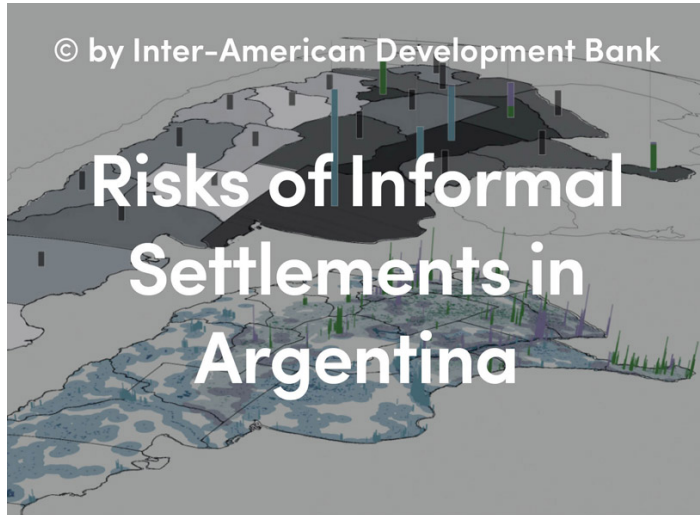 © by Inter-American Development Bank
Risks of Informal
Settlements in
Argentina